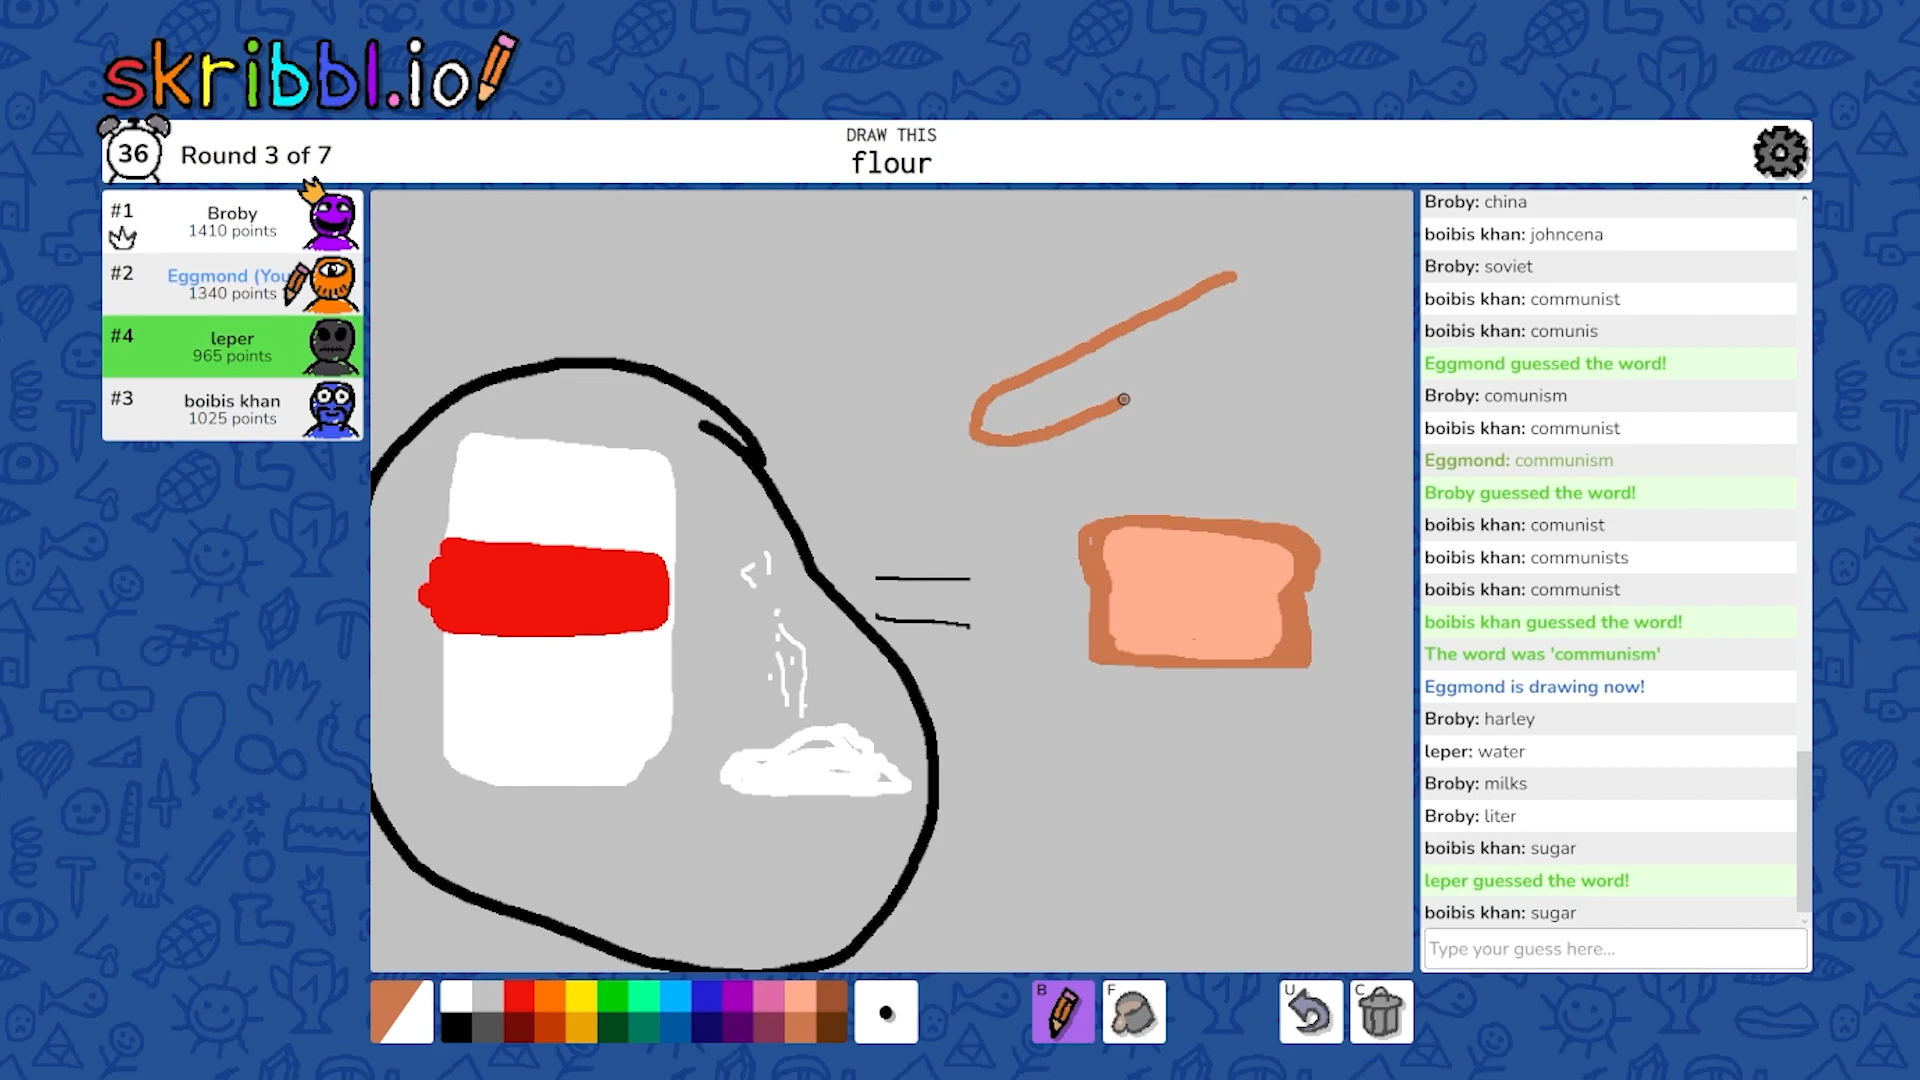 skribbl.io
36
Round 3 of 7
DRAW THIS
flour
#1
Broby
1410 points
#2
Eggmond (You
1340 points
#4
leper
965 points
#3
boibis khan
1025 points
Broby: china
boibis khan: johncena
Broby: soviet
boibis khan: communist
boibis khan: comunis
Eggmond guessed the word!
Broby: comunism
boibis khan: communist
Eggmond: communism
Broby guessed the word!
boibis khan: comunist
boibis khan: communists
boibis khan: communist
boibis khan guessed the word!
The word was 'communism'
Eggmond is drawing now!
Broby: harley
leper: water
Broby: milks
Broby: liter
boibis khan: sugar
leper guessed the word!
boibis khan: sugar
Type your guess here...
B
F
U
C